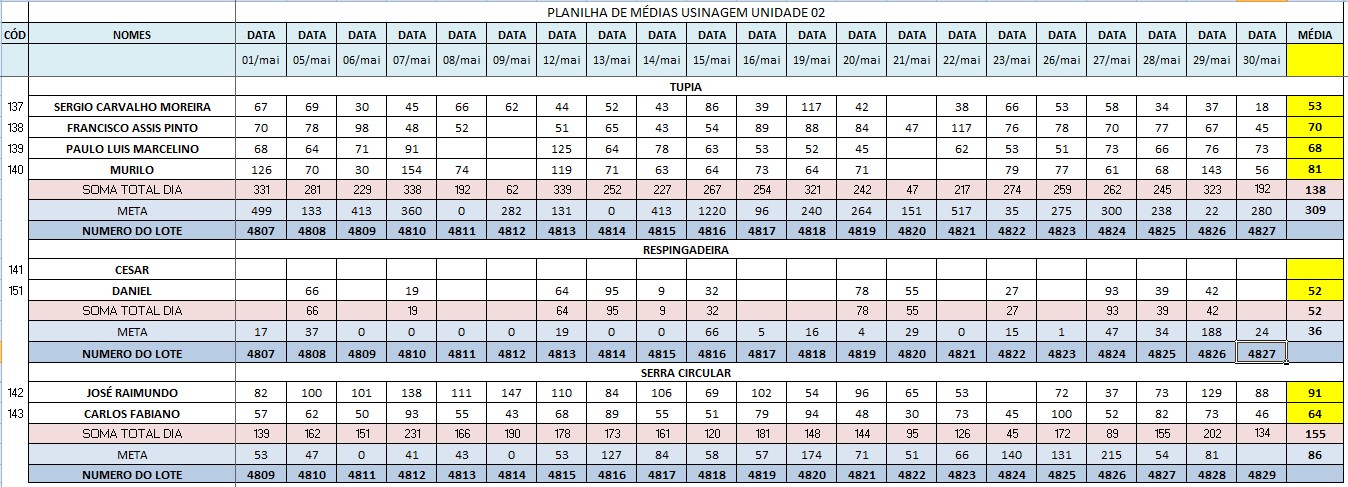 PLANILHA DE MÉDIAS USINAGEM UNIDADE 02
CÓD NOMES DATA DATA DATA DATA DATA DATA DATA DATA DATA DATA DATA DATA DATA DATA DATA DATA DATA DATA DATA DATA DATA MÉDIA
01/mai 05/mai 06/mai 07/mai 08/mai 09/mai 12/mai 13/mai 14/mai 15/mai 16/mai 19/mai 20/mai 21/mai 22/mai 23/mai 26/mai 27/mai 28/mai 29/mai 30/mai
TUPIA
137 SERGIO CARVALHO MOREIRA 67 69 30 45 66 62 44 52 43 86 39 117 42 38 66 53 58 34 37 18 53
138 FRANCISCO ASSIS PINTO 70 78 98 48 52 51 65 43 54 89 88 84 47 117 76 78 70 77 67 45 70
139 PAULO LUIS MARCELINO 68 64 71 91 125 64 78 63 53 52 45 62 53 51 73 66 76 73 68
140 MURILO 126 70 30 154 74 119 71 63 64 73 64 71 79 77 61 68 143 56 81
SOMA TOTAL DIA 331 281 229 338 192 62 339 252 227 267 254 321 242 47 217 274 259 262 245 323 192 138
META 499 133 413 360 0 282 131 0 413 1220 96 240 264 151 517 35 275 300 238 22 280 309
NUMERO DO LOTE 4807 4808 4809 4810 4811 4812 4813 4814 4815 4816 4817 4818 4819 4820 4821 4822 4823 4824 4825 4826 4827
RESPINGADEIRA
141 CESAR
151 DANIEL 66 19 64 95 9 32 78 55 27 93 39 42 52
SOMA TOTAL DIA 66 19 64 95 9 32 78 55 27 93 39 42 52
META 17 37 0 0 0 0 19 0 0 66 5 16 4 29 0 15 1 47 34 188 24 36
NUMERO DO LOTE 4807 4808 4809 4810 4811 4812 4813 4814 4815 4816 4817 4818 4819 4820 4821 4822 4823 4824 4825 4826 4827
SERRA CIRCULAR
142 JOSÉ RAIMUNDO 82 100 101 138 111 147 110 84 106 69 102 54 96 65 53 72 37 73 129 88 91
143 CARLOS FABIANO 57 62 50 93 55 43 68 89 55 51 79 94 48 30 73 45 100 52 82 73 46 64
SOMA TOTAL DIA 139 162 151 231 166 190 178 173 161 120 181 148 144 95 126 45 172 89 155 202 134 155
META 53 47 0 41 43 0 53 127 84 58 57 174 71 51 66 140 131 215 54 81 86
NUMERO DO LOTE 4809 4810 4811 4812 4813 4814 4815 4816 4817 4818 4819 4820 4821 4822 4823 4824 4825 4826 4827 4828 4829